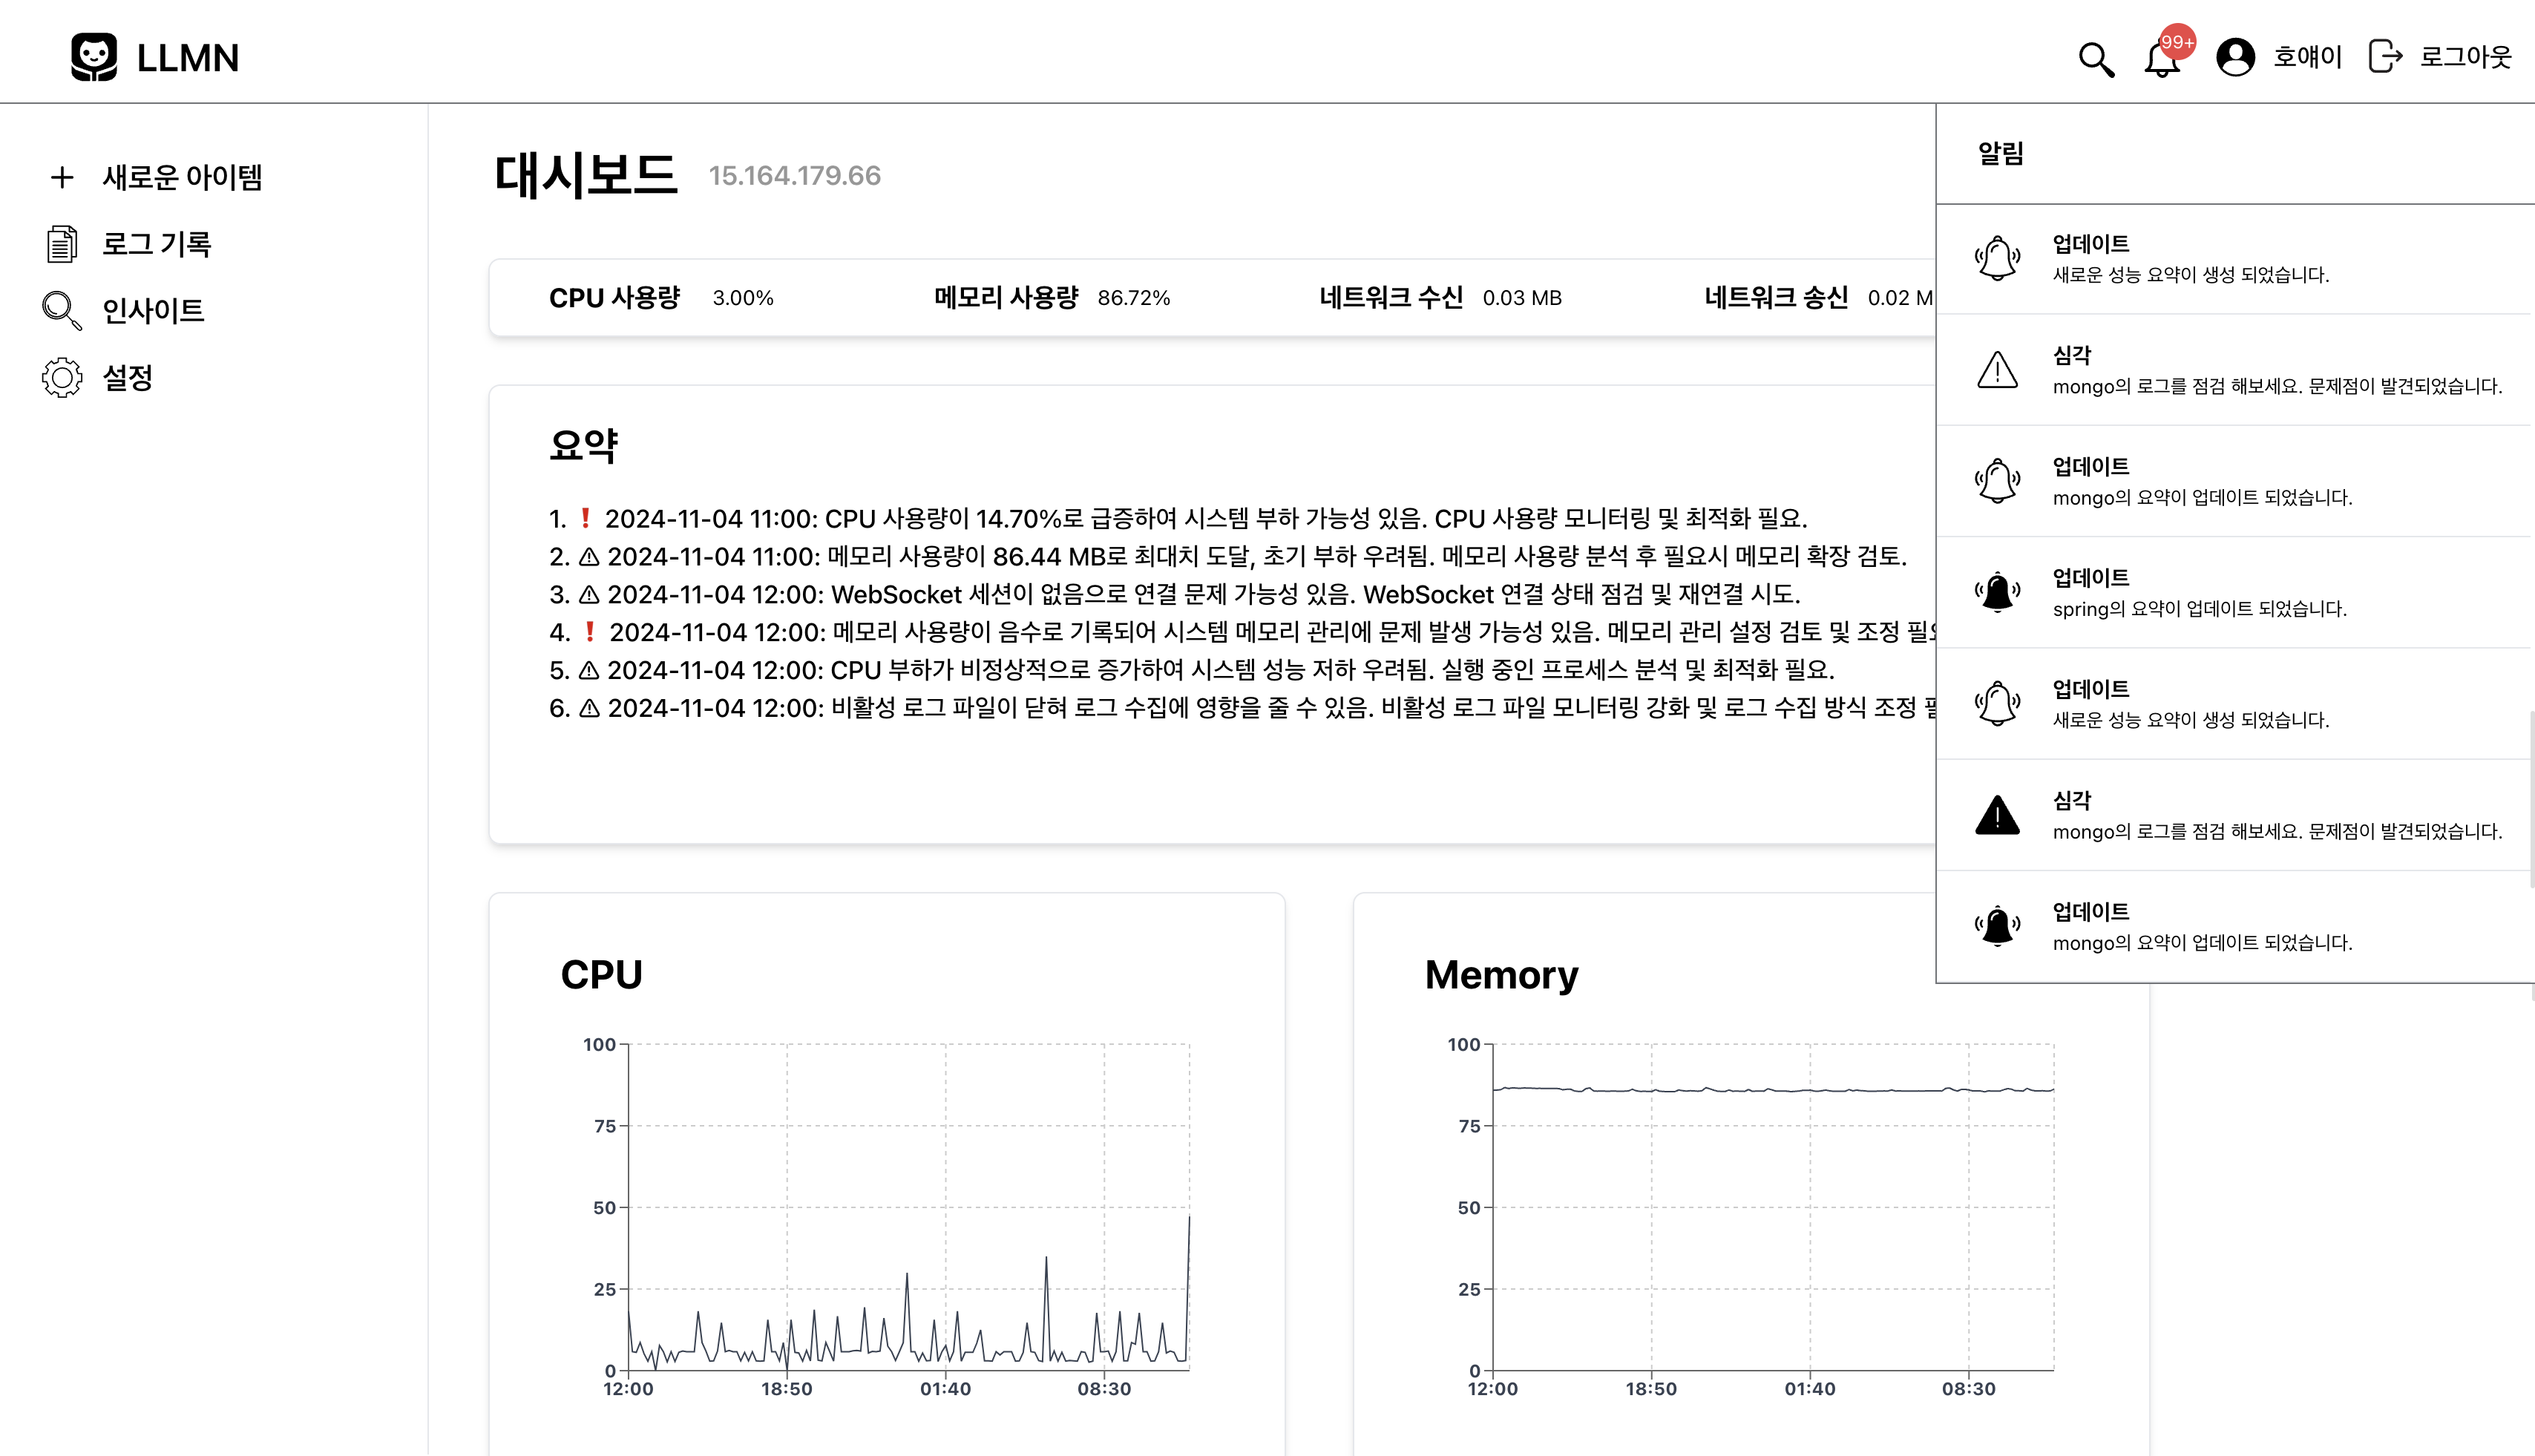 LLMN
99+
호얘이
로그아웃
새로운 아이템
로그 기록
인사이트
설정
대시보드 15.164.179.66
CPU 사용량 3.00% 메모리 사용량 86.72% 네트워크 수신 0.03 MB 네트워크 송신 0.02 M
요약
1. ❗ 2024-11-04 11:00: CPU 사용량이 14.70%로 급증하여 시스템 부하 가능성 있음. CPU 사용량 모니터링 및 최적화 필요.
2. ⚠ 2024-11-04 11:00: 메모리 사용량이 86.44 MB로 최대치 도달, 초기 부하 우려됨. 메모리 사용량 분석 후 필요시 메모리 확장 검토.
3. ⚠ 2024-11-04 12:00: WebSocket 세션이 없음으로 연결 문제 가능성 있음. WebSocket 연결 상태 점검 및 재연결 시도.
4. ❗ 2024-11-04 12:00: 메모리 사용량이 음수로 기록되어 시스템 메모리 관리에 문제 발생 가능성 있음. 메모리 관리 설정 검토 및 조정
5. ⚠ 2024-11-04 12:00: CPU 부하가 비정상적으로 증가하여 시스템 성능 저하 우려됨. 실행 중인 프로세스 분석 및 최적화 필요.
6. ⚠ 2024-11-04 12:00: 비활성 로그 파일이 닫혀 로그 수집에 영향을 줄 수 있음. 비활성 로그 파일 모니터링 강화 및 로그 수집 방식 조정
알림
업데이트
새로운 성능 요약이 생성 되었습니다.
심각
mongo의 로그를 점검 해보세요. 문제점이 발견되었습니다.
업데이트
mongo의 요약이 업데이트 되었습니다.
업데이트
spring의 요약이 업데이트 되었습니다.
업데이트
새로운 성능 요약이 생성 되었습니다.
심각
mongo의 로그를 점검 해보세요. 문제점이 발견되었습니다.
업데이트
mongo의 요약이 업데이트 되었습니다.
CPU
100
75
50
25
0
12:00 18:50 01:40 08:30
Memory
100
75
50
25
0
12:00 18:50 01:40 08:30